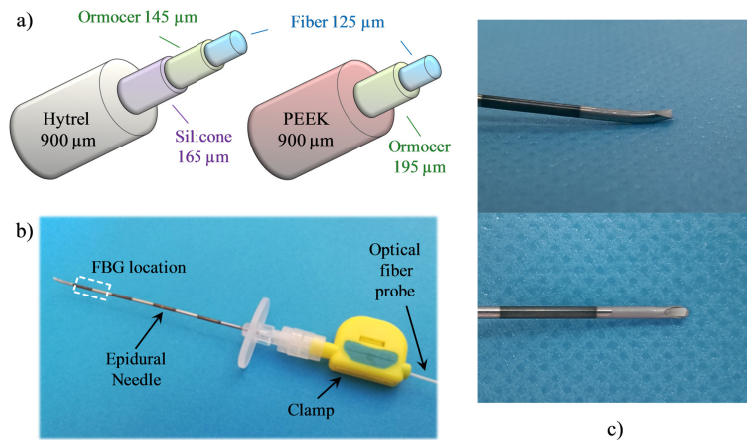 a)
Ormocer 145 µm
Fiber 125 µm
Hytrel
900 µm
Silicone
165 µm
PEEK
900 µm
Ormocer
195 µm
b)
FBG location
Optical
fiber
probe
Epidural
Needle
Clamp
c)